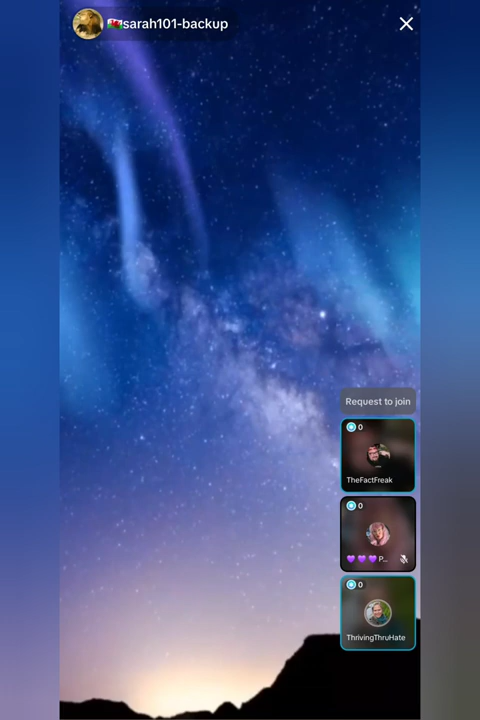 🏴󠁧󠁢󠁷󠁬󠁳󠁿sarah101-backup
Request to join
0
TheFactFreak
0
💜💜💜P...
0
ThrivingThruHate